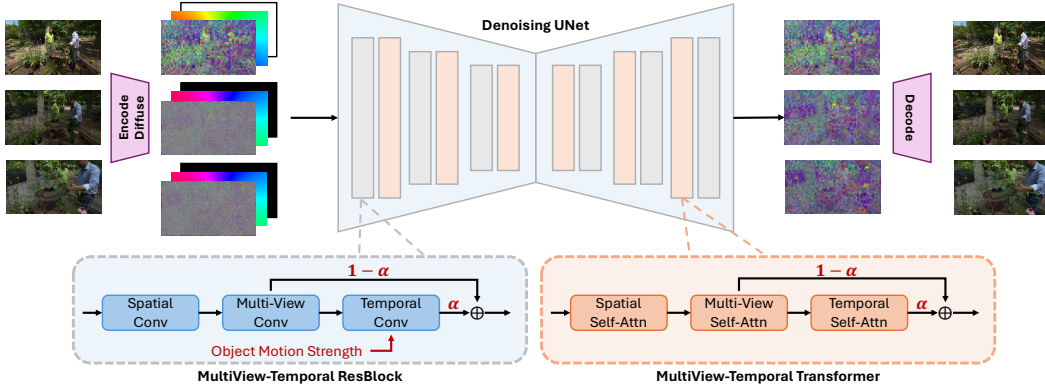 Denoising UNet
Encode
Diffuse
Decode
1 − α
Spatial
Conv
Multi-View
Conv
Temporal
Conv
α
⊕
Object Motion Strength
MultiView-Temporal ResBlock
1 − α
Spatial
Self-Attn
Multi-View
Self-Attn
Temporal
Self-Attn
α
⊕
MultiView-Temporal Transformer